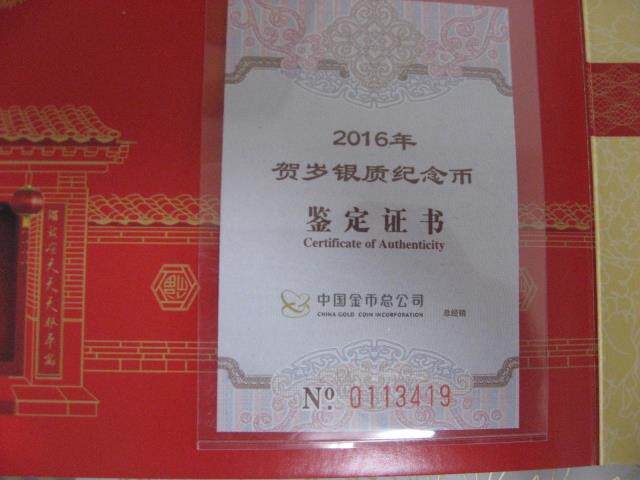 2016年
贺岁银质纪念币
鉴定证书
Certificate of Authenticity
中国金币总公司
CHINA GOLD COIN INCORPORATION
总经销
No. 0113419